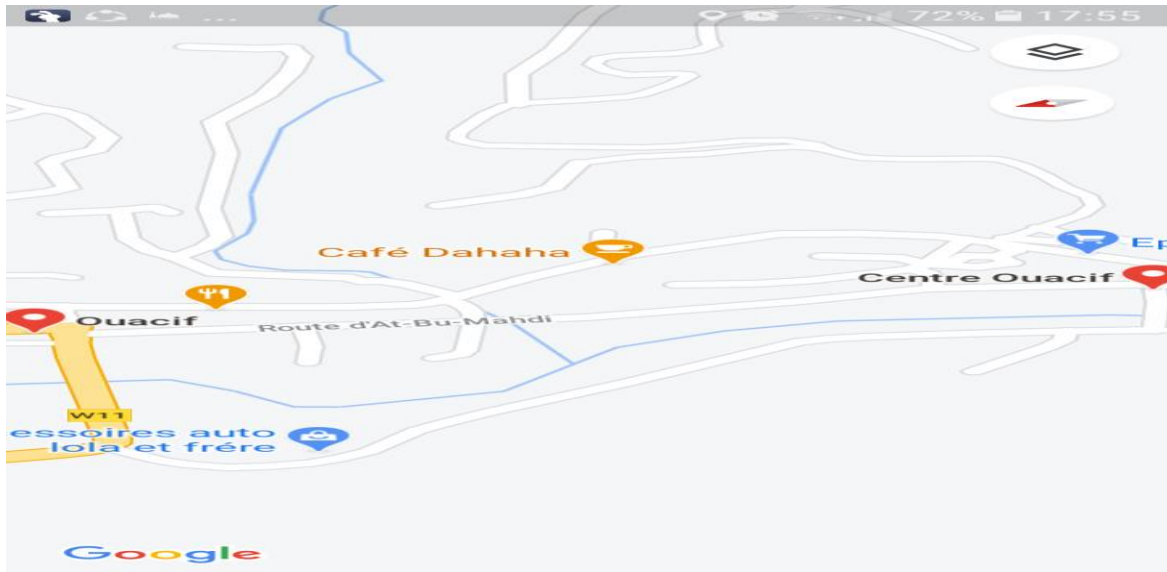 72% 17:55
Café Dahaha
Ep
Centre Ouacif
Ouacif
Route d'At-Bu-Mahdi
W11
essoires auto
lola et frére
Google